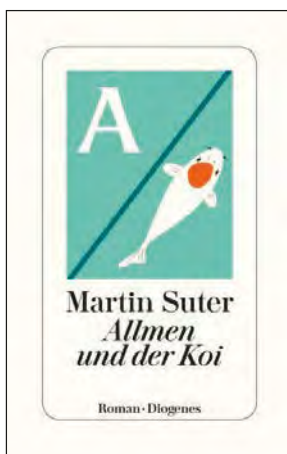 A
Martin Suter
Allmen
und der Koi
Roman · Diogenes